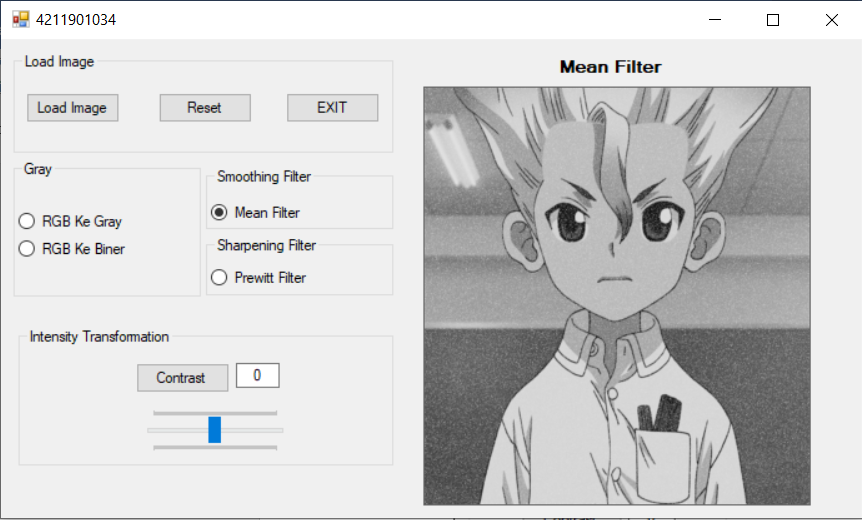 4211901034
Load Image
Load Image
Reset
EXIT
Mean Filter
Gray
RGB Ke Gray
RGB Ke Biner
Smoothing Filter
Mean Filter
Sharpening Filter
Prewitt Filter
Intensity Transformation
Contrast
0